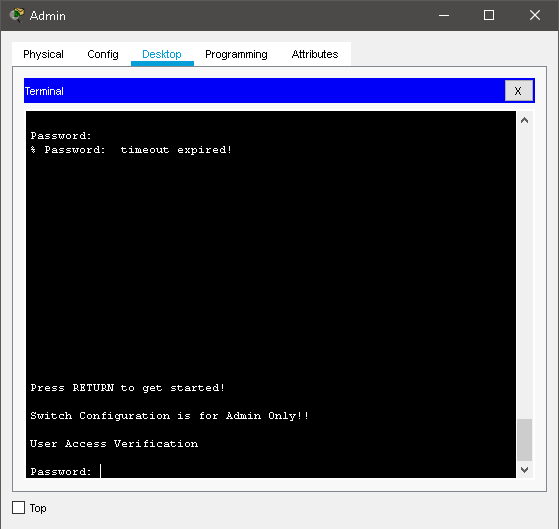 Admin
Physical Config Desktop Programming Attributes
Terminal X
Password:
% Password:  timeout expired!
Press RETURN to get started!
Switch Configuration is for Admin Only!!
User Access Verification
Password:
Top